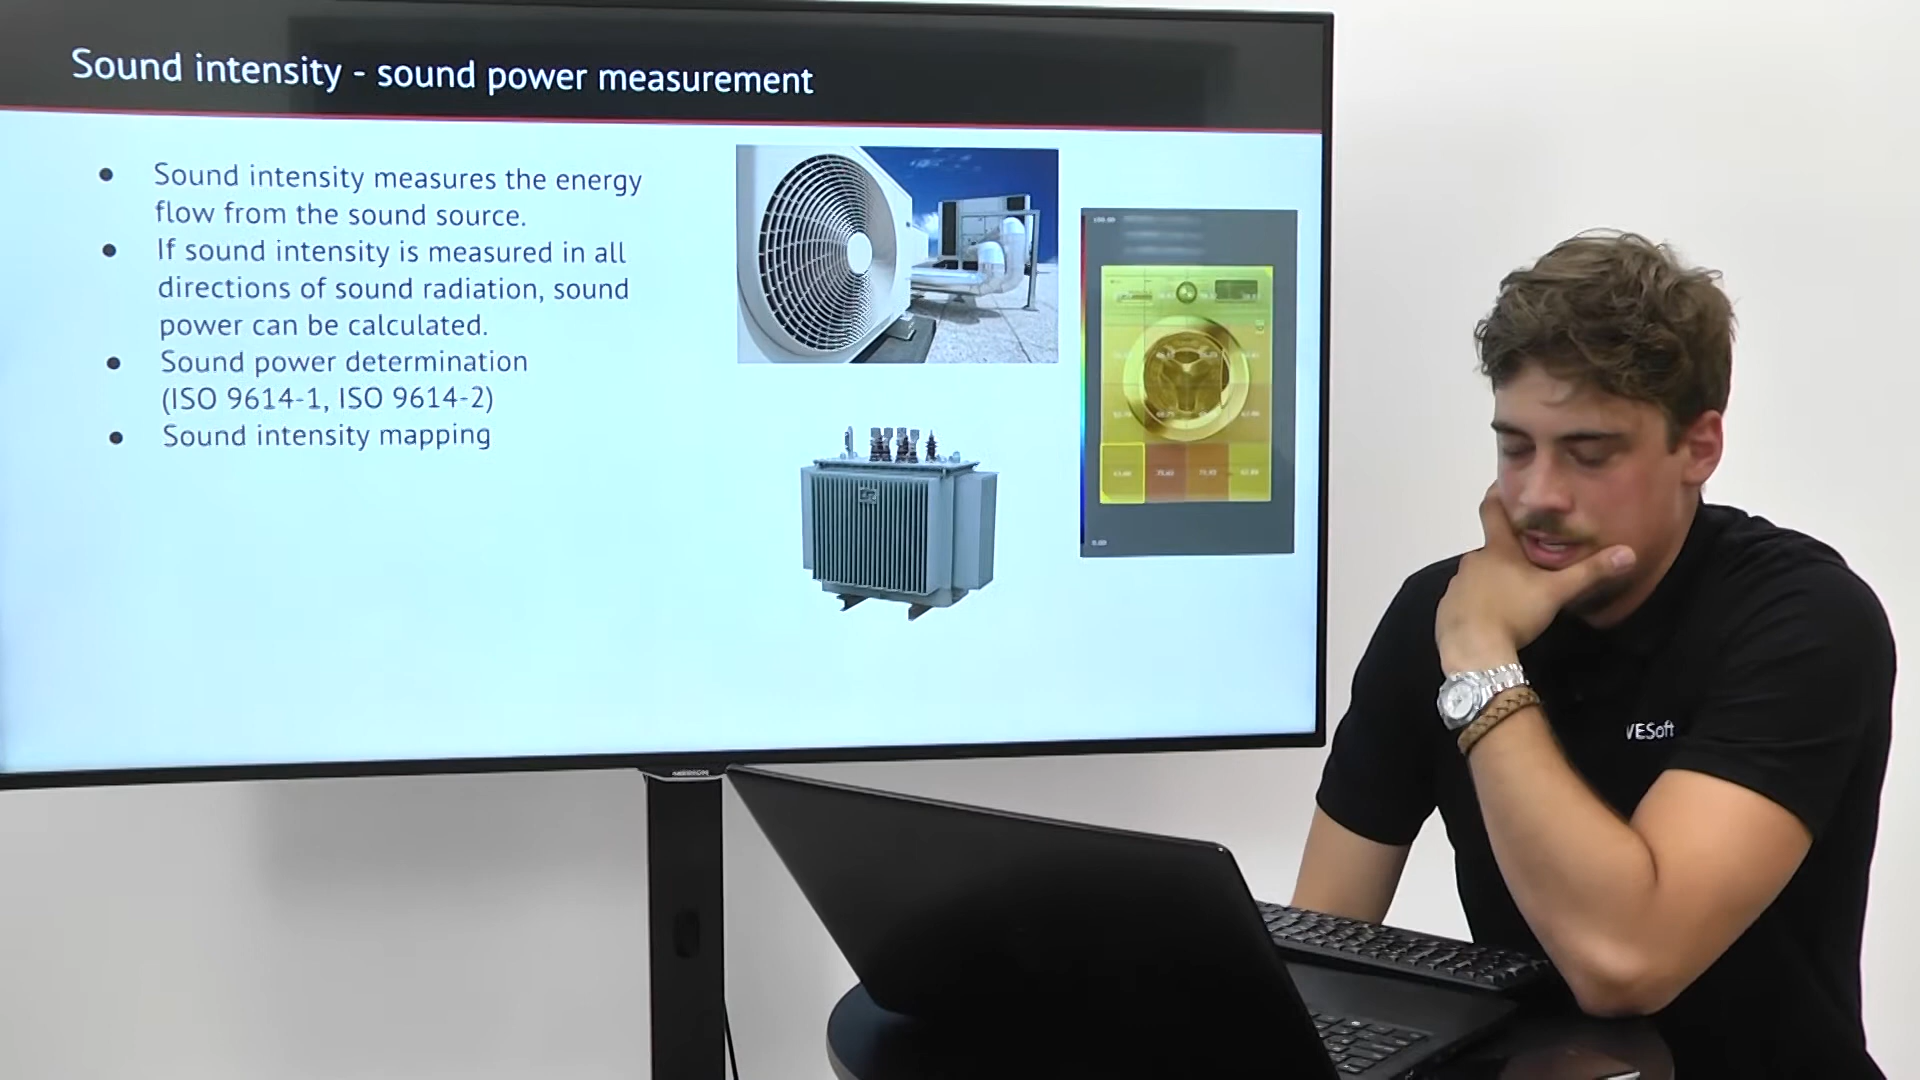 Sound intensity - sound power measurement
Sound intensity measures the energy
flow from the sound source.
If sound intensity is measured in all
directions of sound radiation, sound
power can be calculated.
Sound power determination
(ISO 9614-1, ISO 9614-2)
Sound intensity mapping
VESoft